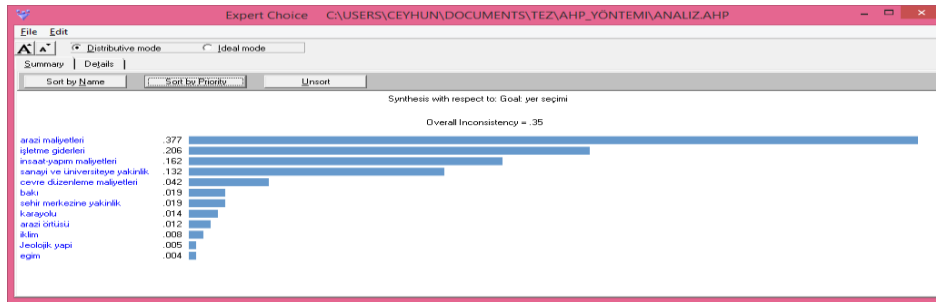 Expert Choice C:\USERS\CEYHUN\DOCUMENTS\TEZ\AHP_YÖNTEMİ\ANALIZ.AHP
File Edit
A A Distributive mode Ideal mode
Summary Details
Sort by Name Sort by Priority Unsort
Synthesis with respect to: Goal: yer seçimi
Overall Inconsistency = .35
arazi maliyetleri .377
işletme giderleri .206
insaat-yapım maliyetleri .162
sanayi ve üniversiteye yakinlik .132
cevre düzenleme maliyetleri .042
bakı .019
sehir merkezine yakinlik .019
karayolu .014
arazi örtüsü .012
iklim .008
Jeolojik yapi .005
egim .004